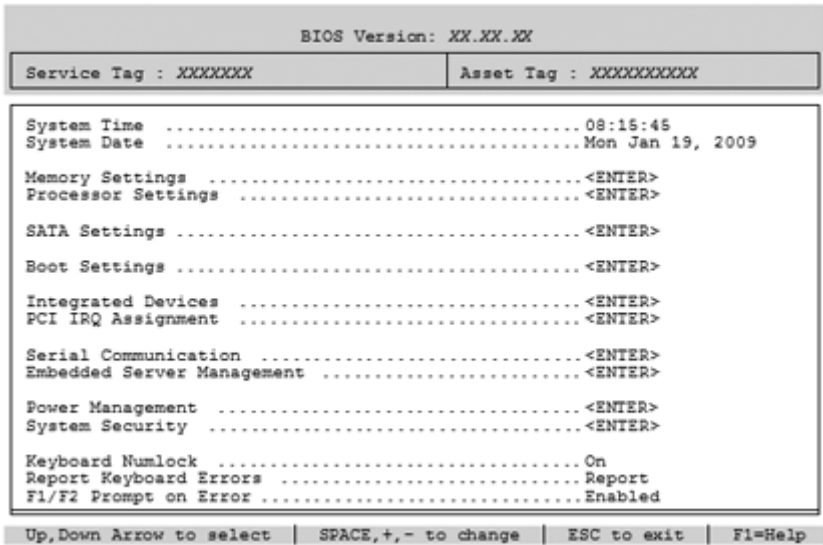 BIOS Version: XX.XX.XX
Service Tag : XXXXXXX Asset Tag : XXXXXXXXXX
System Time ........................................ 08:15:45
System Date ........................................ Mon Jan 19, 2009
Memory Settings .................................... <ENTER>
Processor Settings ................................. <ENTER>
SATA Settings ....................................... <ENTER>
Boot Settings ....................................... <ENTER>
Integrated Devices ................................. <ENTER>
PCI IRQ Assignment ................................. <ENTER>
Serial Communication ............................... <ENTER>
Embedded Server Management ......................... <ENTER>
Power Management ................................... <ENTER>
System Security .................................... <ENTER>
Keyboard Numlock ................................... On
Report Keyboard Errors ............................. Report
F1/F2 Prompt on Error ............................... Enabled
Up,Down Arrow to select | SPACE,+,- to change | ESC to exit | F1=Help